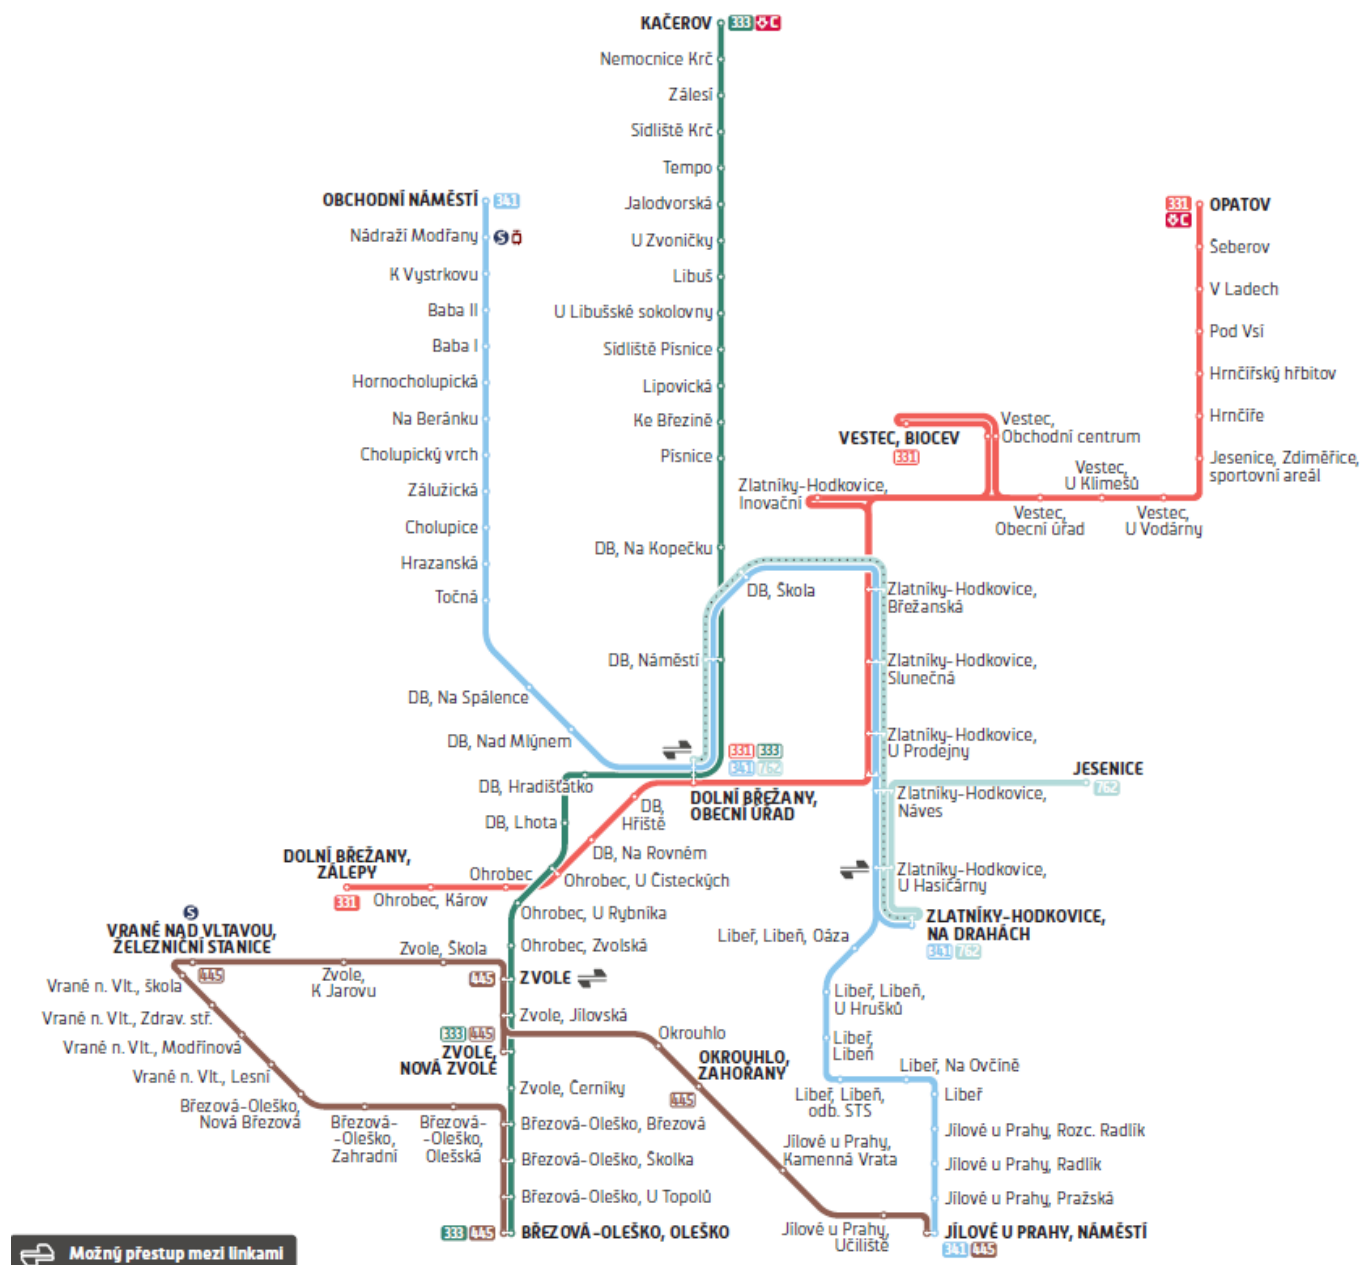 KAČEROV
333
C
Nemocnice Krč
Zálesí
Sídliště Krč
Tempo
Jalodvorská
U Zvoničky
Libuš
U Libušské sokolovny
Sídliště Písnice
Lipovická
Ke Březině
Písnice
DB, Na Kopečku
DB, Náměstí
OBCHODNÍ NÁMĚSTÍ
341
Nádraží Modřany
S
K Vystrkovu
Baba II
Baba I
Hornocholupická
Na Beránku
Cholupický vrch
Zálužická
Cholupice
Hrazanská
Točná
DB, Na Spálence
DB, Nad Mlýnem
331
C
OPATOV
Šeberov
V Ladech
Pod Vsí
Hrnčířský hřbitov
Hrnčíře
Jesenice, Zdiměřice,
sportovní areál
Vestec,
U Vodárny
Vestec,
U Klimešů
Vestec,
Obecní úřad
Vestec,
Obchodní centrum
VESTEC, BIOCEV
331
Zlatníky-Hodkovice,
Inovační
DB, Škola
Zlatníky-Hodkovice,
Břežanská
Zlatníky-Hodkovice,
Slunečná
Zlatníky-Hodkovice,
U Prodejny
JESENICE
762
Zlatníky-Hodkovice,
Náves
Zlatníky-Hodkovice,
U Hasičárny
ZLATNÍKY-HODKOVICE,
NA DRAHÁCH
341 762
331 333
341 762
DOLNÍ BŘEŽANY,
OBECNÍ ÚŘAD
DB, Hradišťátko
DB, Lhota
DB,
Hřiště
DB, Na Rovném
Ohrobec, U Čisteckých
Ohrobec
Ohrobec, Károv
DOLNÍ BŘEŽANY,
ZÁLEPY
331
Ohrobec, U Rybníka
Ohrobec, Zvolská
S
VRANÉ NAD VLTAVOU,
ŽELEZNIČNÍ STANICE
445
Zvole, Škola
Zvole,
K Jarovu
445
ZVOLE
Zvole, Jílovská
333 445
ZVOLE,
NOVÁ ZVOLE
Zvole, Černíky
Vrané n. Vlt., škola
Vrané n. Vlt., Zdrav. stř.
Vrané n. Vlt., Modřínová
Vrané n. Vlt., Lesní
Březová-Oleško,
Nová Březová
Březová-
-Oleško,
Zahradní
Březová-
-Oleško,
Olešská
Březová-Oleško, Březová
Březová-Oleško, Školka
Březová-Oleško, U Topolů
333 445
BŘEZOVÁ-OLEŠKO, OLEŠKO
Okrouhlo
OKROUHLO,
ZAHOŘANY
445
Jílové u Prahy,
Kamenná Vrata
Jílové u Prahy,
Učiliště
Libeř, Libeň, Oáza
Libeř, Libeň,
U Hrušků
Libeř,
Libeň
Libeř, Libeň,
odb. STS
Libeř, Na Ovčíně
Libeř
Jílové u Prahy, Rozc. Radlík
Jílové u Prahy, Radlík
Jílové u Prahy, Pražská
JÍLOVÉ U PRAHY, NÁMĚSTÍ
341 445
Možný přestup mezi linkami